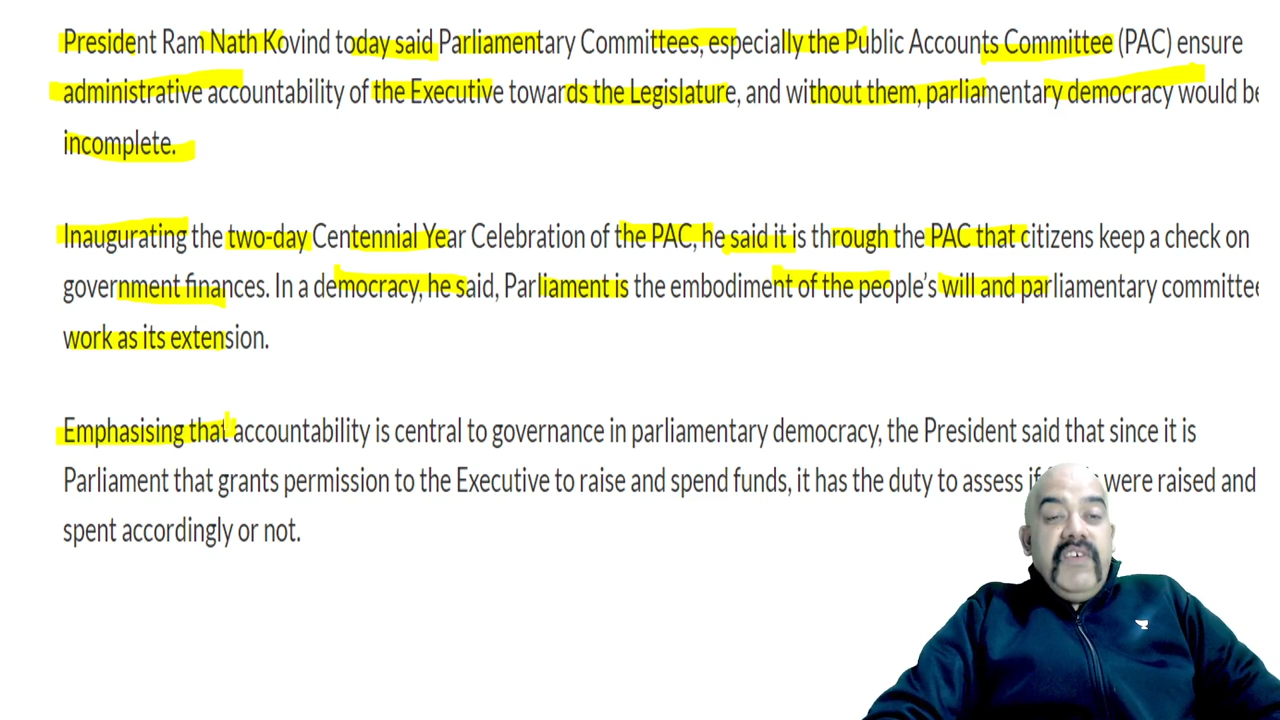 President Ram Nath Kovind today said Parliamentary Committees, especially the Public Accounts Committee (PAC) ensure
administrative accountability of the Executive towards the Legislature, and without them, parliamentary democracy would
incomplete.
Inaugurating the two-day Centennial Year Celebration of the PAC, he said it is through the PAC that citizens keep a check on
government finances. In a democracy, he said, Parliament is the embodiment of the people's will and parliamentary
work as its extension.
Emphasising that accountability is central to governance in parliamentary democracy, the President said that since it is
Parliament that grants permission to the Executive to raise and spend funds, it has the duty to assess were raised and
spent accordingly or not.